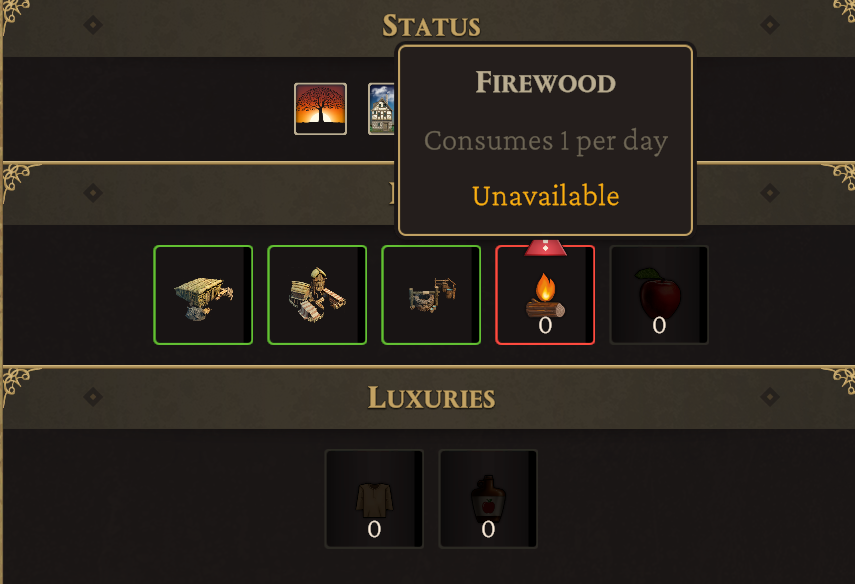 Status
Firewood
Consumes 1 per day
Unavailable
0
0
Luxuries
0
0